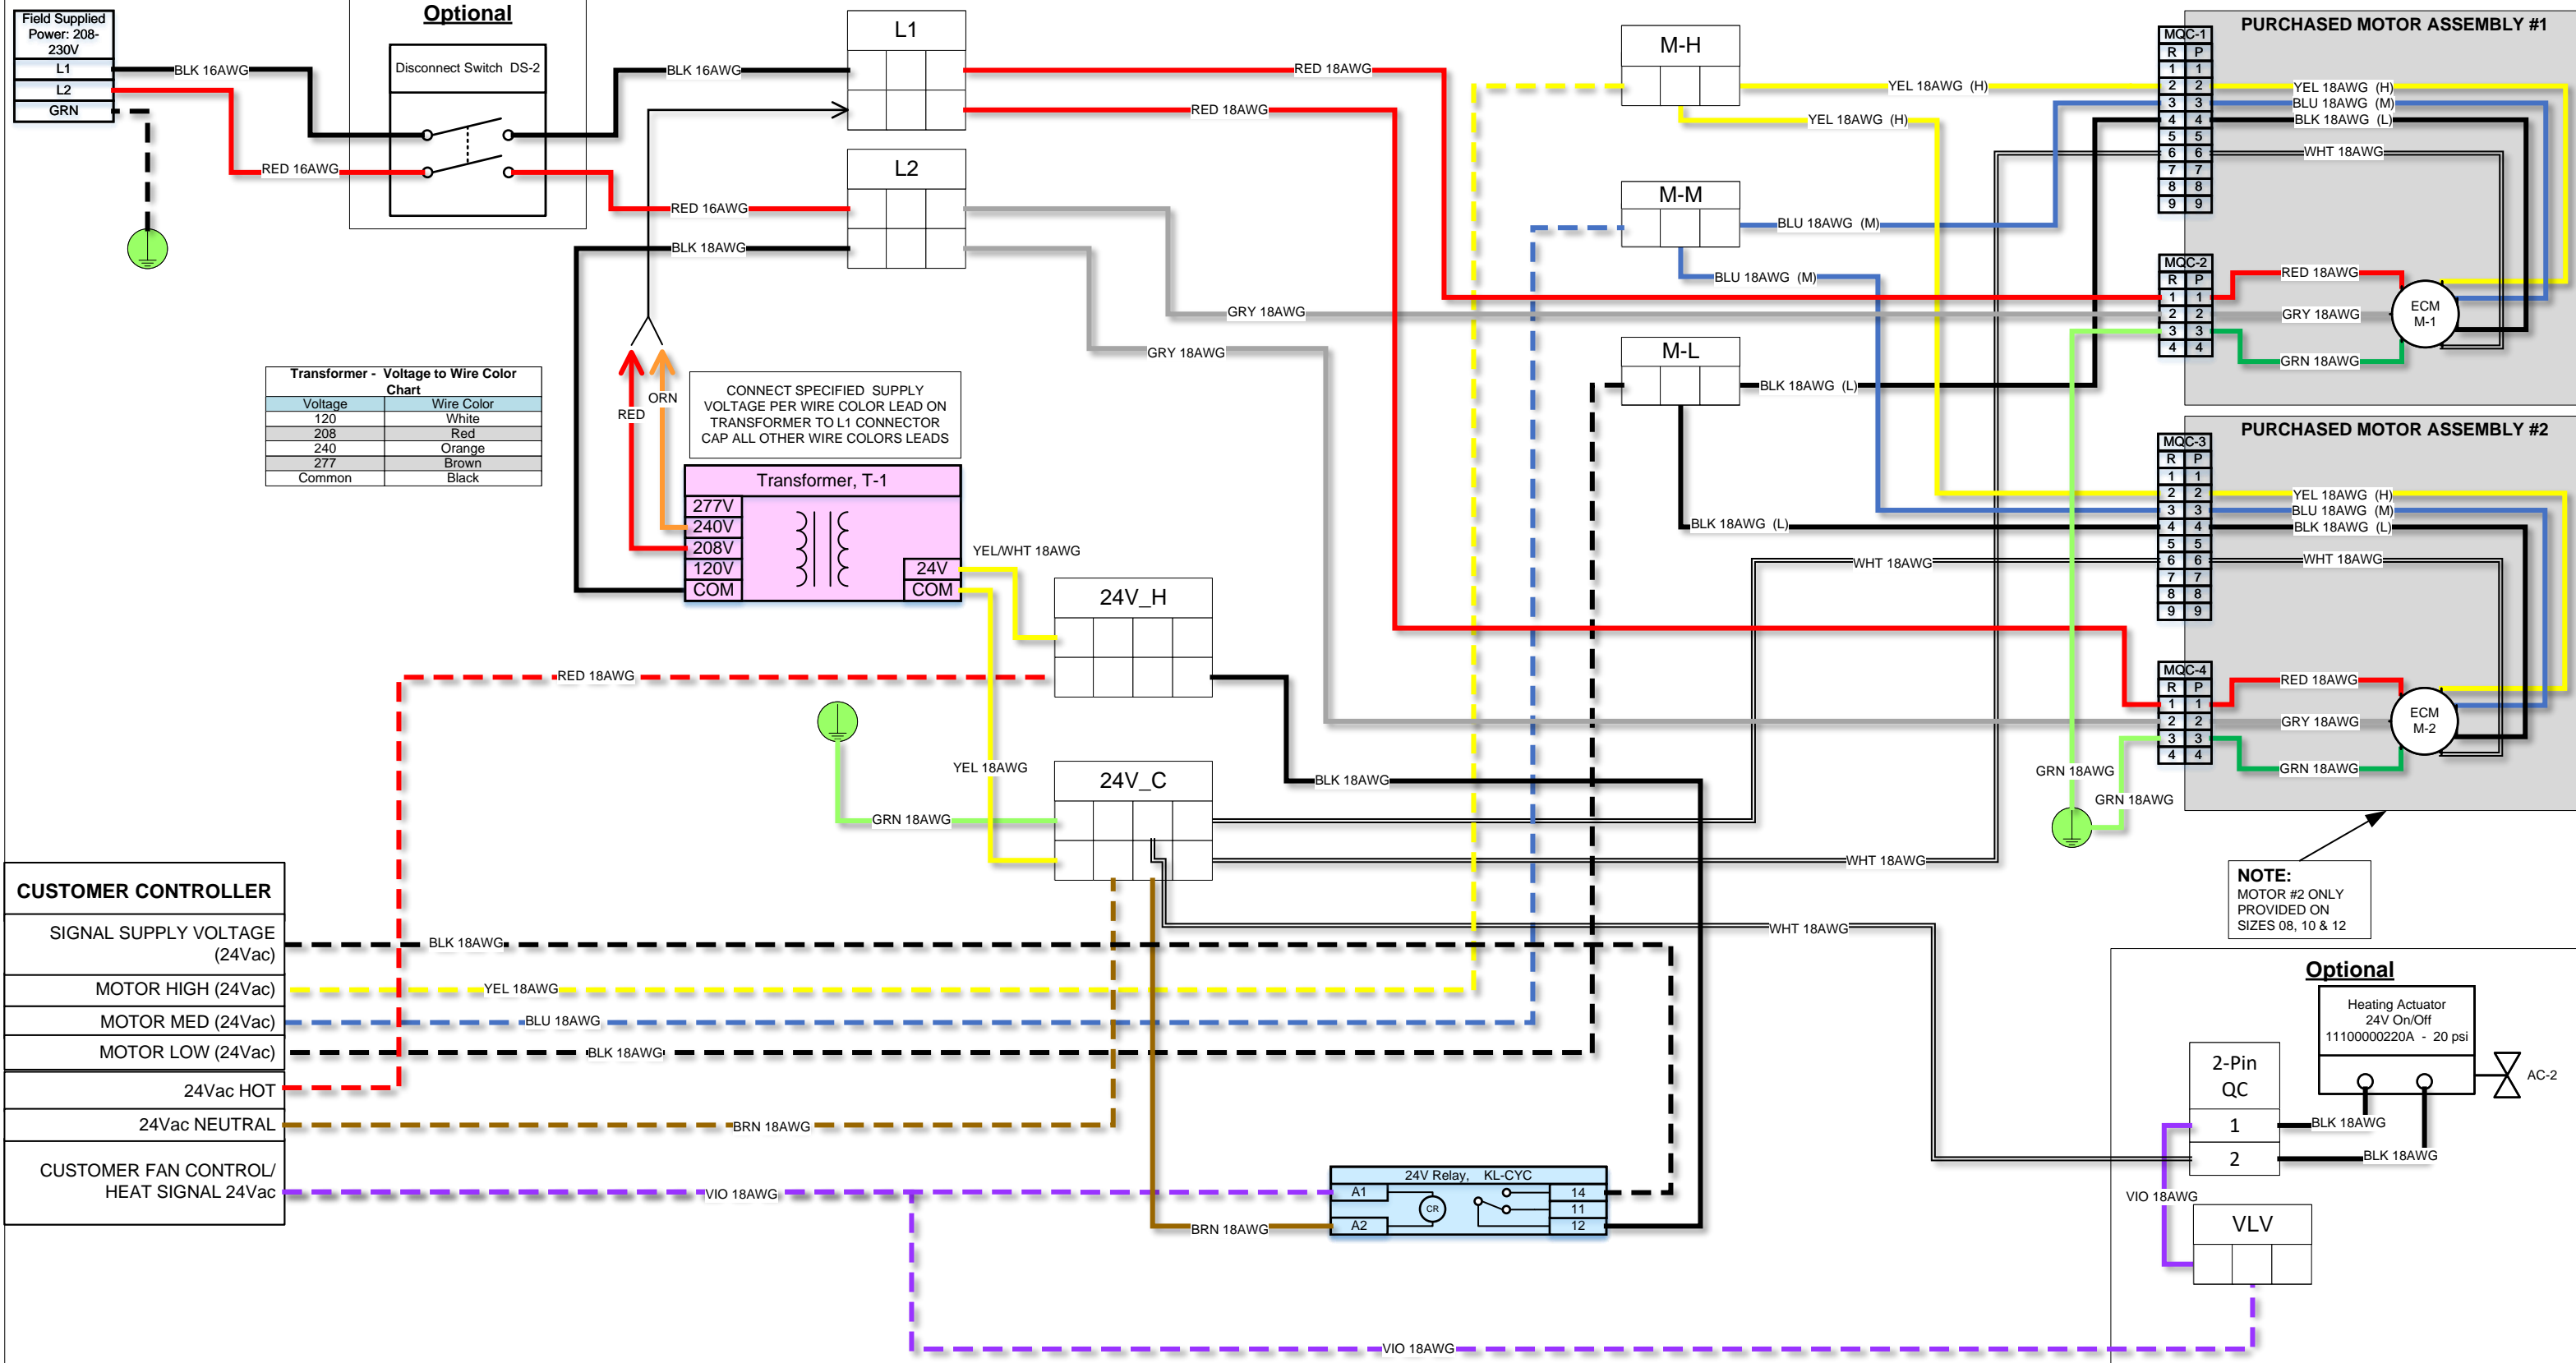 Field Supplied
Power: 208-
230V
L1
L2
GRN
BLK 16AWG
RED 16AWG
Optional
Disconnect Switch DS-2
BLK 16AWG
RED 16AWG
BLK 18AWG
L1
L2
RED 18AWG
RED 18AWG
GRY 18AWG
GRY 18AWG
Transformer - Voltage to Wire Color
Chart
Voltage Wire Color
120 White
208 Red
240 Orange
277 Brown
Common Black
RED
ORN
CONNECT SPECIFIED SUPPLY
VOLTAGE PER WIRE COLOR LEAD ON
TRANSFORMER TO L1 CONNECTOR
CAP ALL OTHER WIRE COLORS LEADS
Transformer, T-1
277V
240V
208V
120V
COM
24V
COM
YEL/WHT 18AWG
24V_H
RED 18AWG
YEL 18AWG
24V_C
GRN 18AWG
BLK 18AWG
M-H
YEL 18AWG (H)
YEL 18AWG (H)
M-M
BLU 18AWG (M)
BLU 18AWG (M)
M-L
BLK 18AWG (L)
BLK 18AWG (L)
WHT 18AWG
WHT 18AWG
WHT 18AWG
PURCHASED MOTOR ASSEMBLY #1
MQC-1
R P
1 1
2 2
3 3
4 4
5 5
6 6
7 7
8 8
9 9
YEL 18AWG (H)
BLU 18AWG (M)
BLK 18AWG (L)
WHT 18AWG
MQC-2
R P
1 1
2 2
3 3
4 4
RED 18AWG
GRY 18AWG
GRN 18AWG
ECM
M-1
PURCHASED MOTOR ASSEMBLY #2
MQC-3
R P
1 1
2 2
3 3
4 4
5 5
6 6
7 7
8 8
9 9
YEL 18AWG (H)
BLU 18AWG (M)
BLK 18AWG (L)
WHT 18AWG
MQC-4
R P
1 1
2 2
3 3
4 4
RED 18AWG
GRY 18AWG
GRN 18AWG
ECM
M-2
GRN 18AWG
GRN 18AWG
NOTE:
MOTOR #2 ONLY
PROVIDED ON
SIZES 08, 10 & 12
CUSTOMER CONTROLLER
SIGNAL SUPPLY VOLTAGE
(24Vac)
MOTOR HIGH (24Vac)
MOTOR MED (24Vac)
MOTOR LOW (24Vac)
24Vac HOT
24Vac NEUTRAL
CUSTOMER FAN CONTROL/
HEAT SIGNAL 24Vac
BLK 18AWG
YEL 18AWG
BLU 18AWG
BLK 18AWG
BRN 18AWG
VIO 18AWG
BRN 18AWG
24V Relay, KL-CYC
A1
A2
CR
14
11
12
VIO 18AWG
Optional
Heating Actuator
24V On/Off
11100000220A - 20 psi
AC-2
2-Pin
QC
1
2
BLK 18AWG
BLK 18AWG
VIO 18AWG
VLV